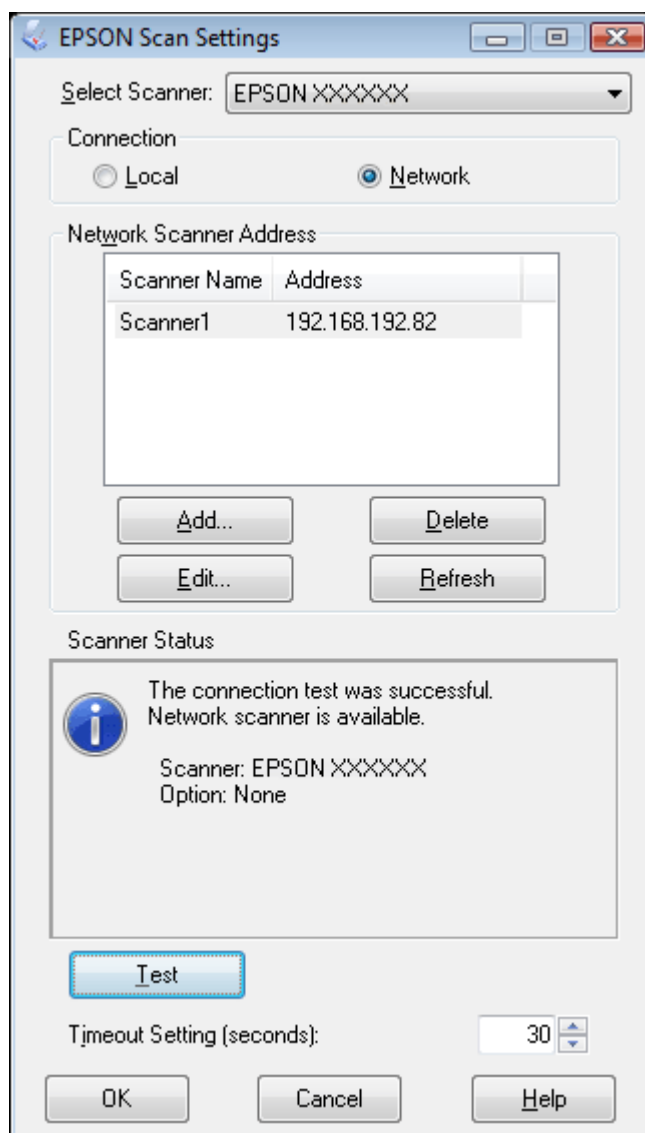 EPSON Scan Settings
Select Scanner: EPSON XXXXXX
Connection
Local Network
Network Scanner Address
Scanner Name Address
Scanner1 192.168.192.82
Add... Delete
Edit... Refresh
Scanner Status
The connection test was successful.
Network scanner is available.
Scanner: EPSON XXXXXX
Option: None
Test
Timeout Setting (seconds): 30
OK Cancel Help